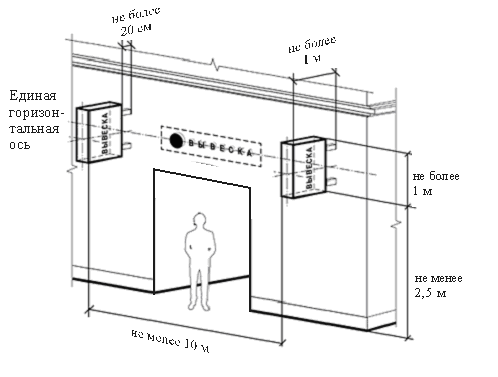 не более
20 см
не более
1 м
Единая
горизон-
тальная
ось
ВЫВЕСКА
ВЫВЕСКА
ВЫВЕСКА
не более
1 м
не менее
2,5 м
не менее 10 м